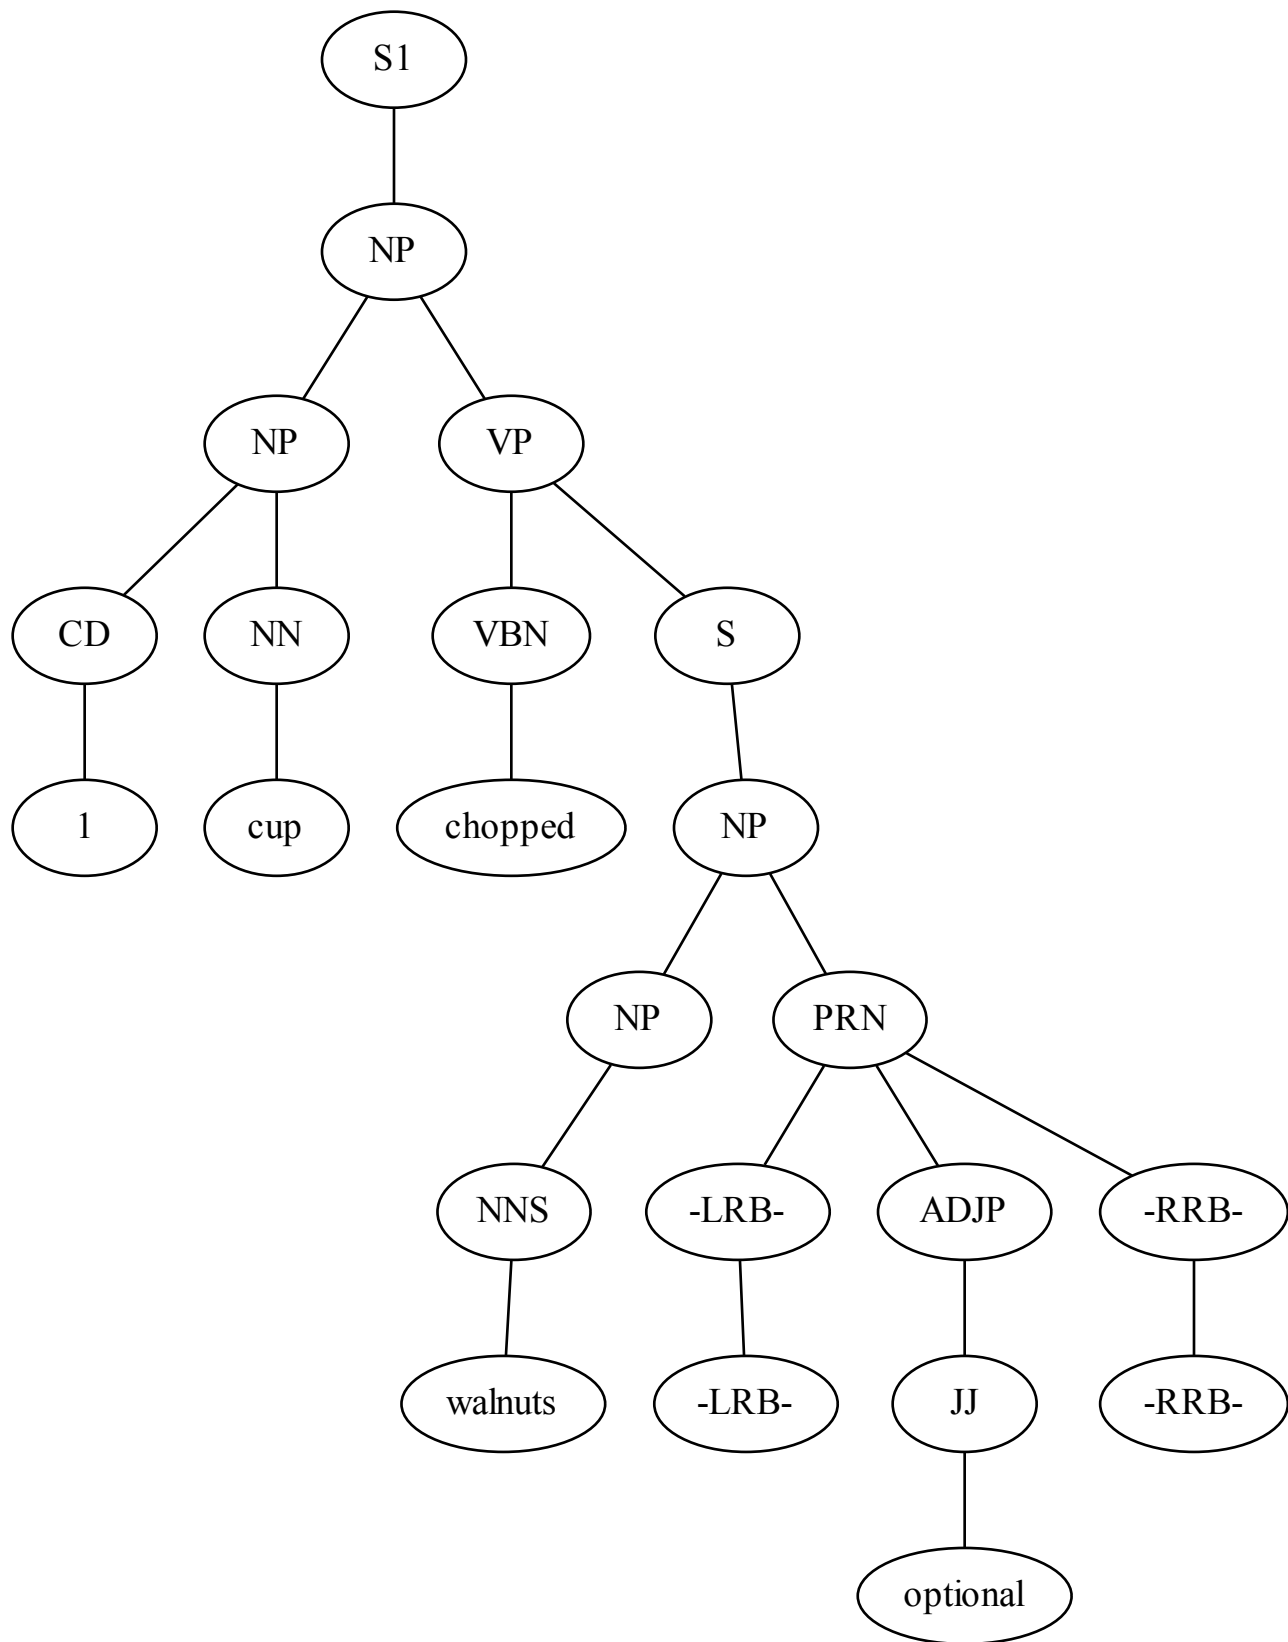 S1
NP
NP VP
CD NN VBN S
1 cup chopped NP
NP PRN
NNS -LRB- ADJP -RRB-
walnuts -LRB- JJ -RRB-
optional